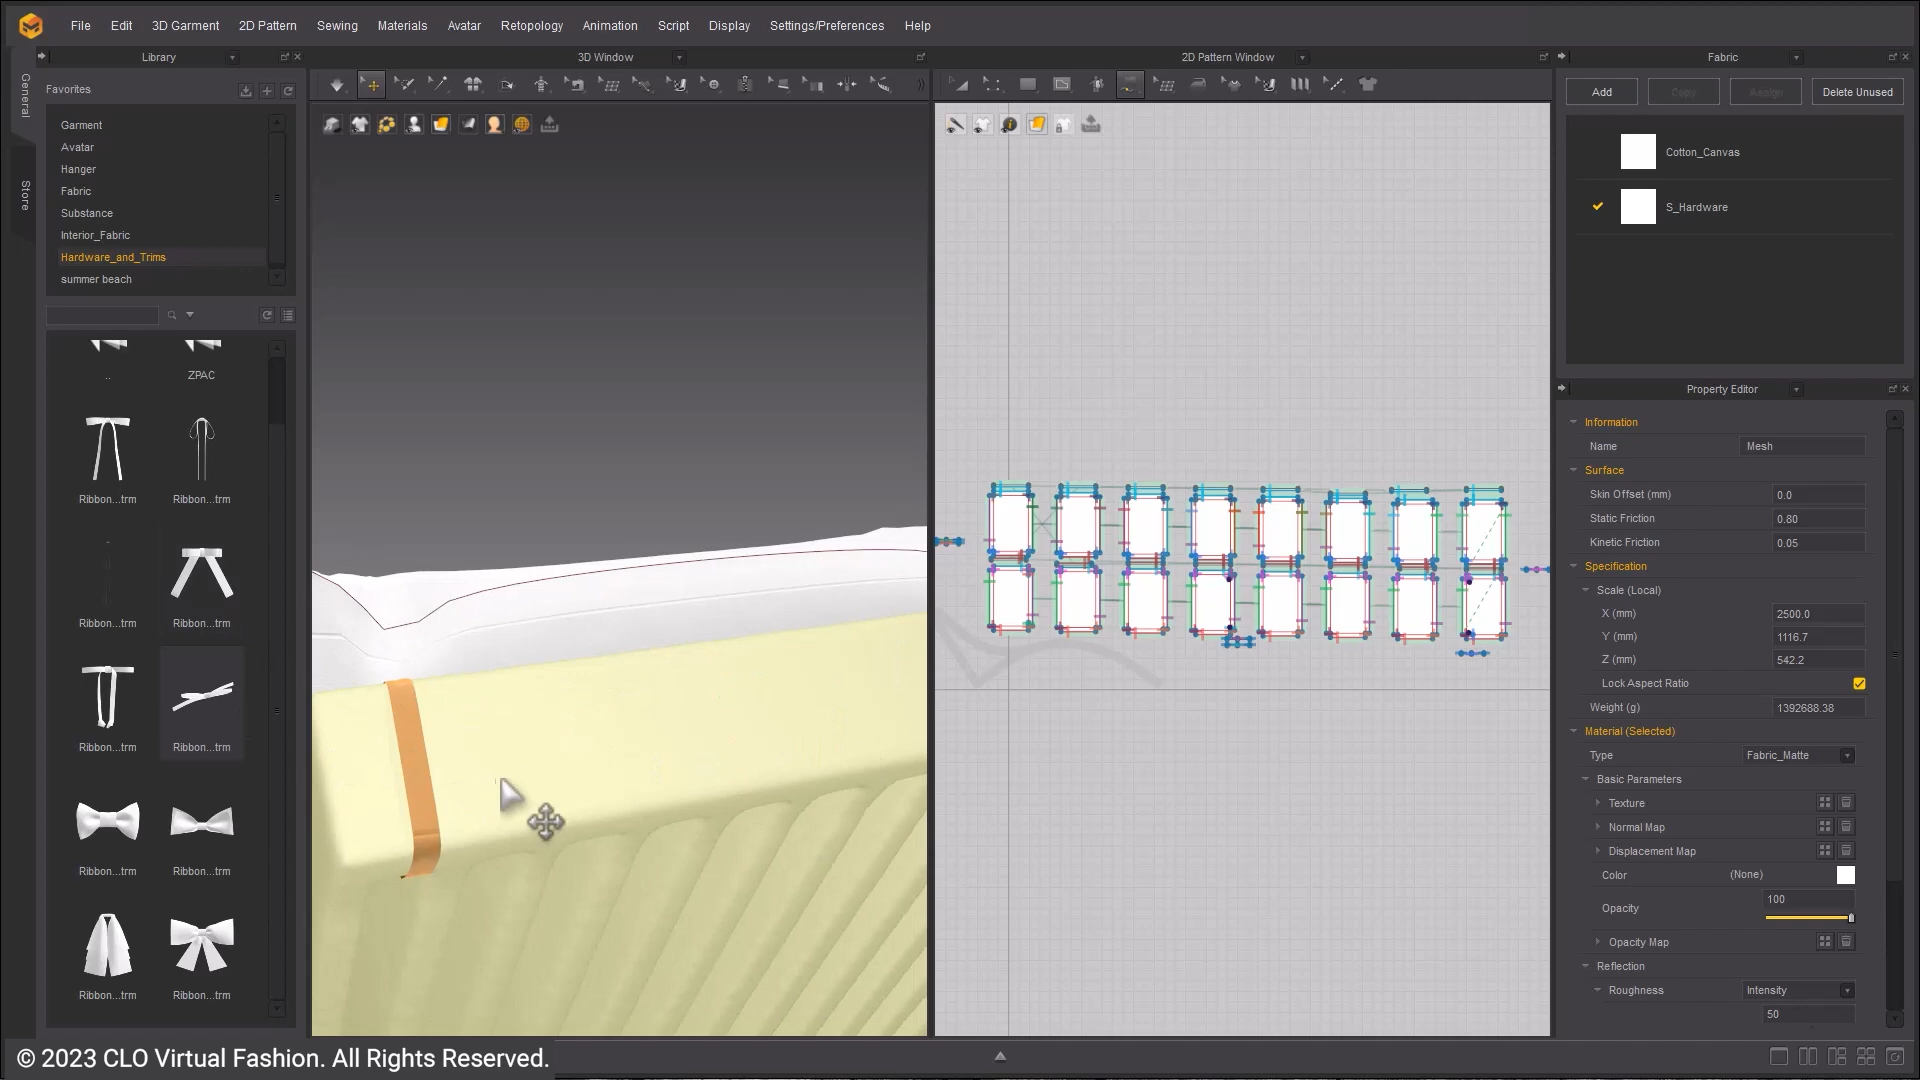 File Edit 3D Garment 2D Pattern Sewing Materials Avatar Retopology Animation Script Display Settings/Preferences Help
Library
3D Window
2D Pattern Window
Fabric
General
Store
Favorites
Garment
Avatar
Hanger
Fabric
Substance
Interior_Fabric
Hardware_and_Trims
summer beach
..
ZPAC
Ribbon...trm
Ribbon...trm
Ribbon...trm
Ribbon...trm
Ribbon...trm
Ribbon...trm
Ribbon...trm
Ribbon...trm
Ribbon...trm
Ribbon...trm
Add Copy Assign Delete Unused
Cotton_Canvas
S_Hardware
Property Editor
Information
Name Mesh
Surface
Skin Offset (mm) 0.0
Static Friction 0.80
Kinetic Friction 0.05
Specification
Scale (Local)
X (mm) 2500.0
Y (mm) 1116.7
Z (mm) 542.2
Lock Aspect Ratio
Weight (g) 1392688.38
Material (Selected)
Type Fabric_Matte
Basic Parameters
Texture
Normal Map
Displacement Map
Color (None)
Opacity 100
Opacity Map
Reflection
Roughness Intensity
50
© 2023 CLO Virtual Fashion. All Rights Reserved.